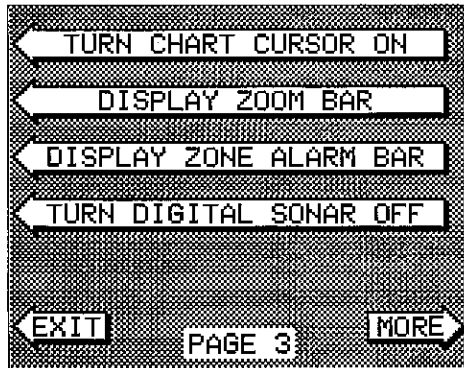 TURN CHART CURSOR ON
DISPLAY ZOOM BAR
DISPLAY ZONE ALARM BAR
TURN DIGITAL SONAR OFF
EXIT
PAGE 3
MORE